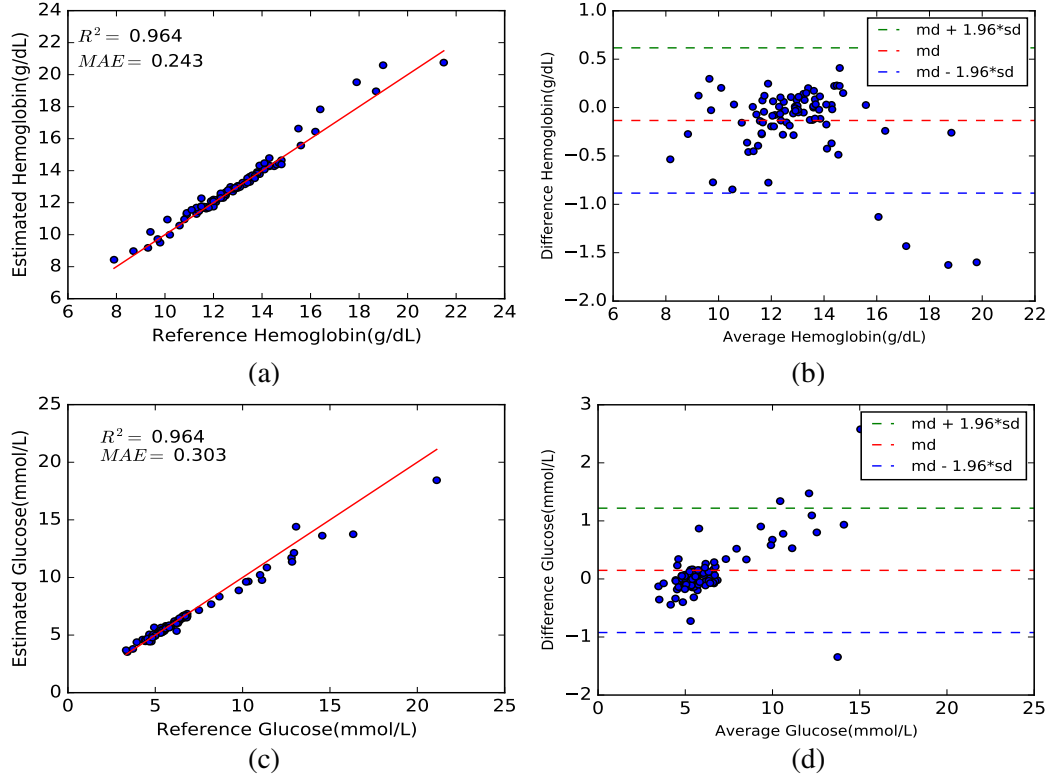 24
22
20
18
16
14
12
10
8
6
6 8 10 12 14 16 18 20 22 24
R² = 0.964
MAE = 0.243
Estimated Hemoglobin(g/dL)
Reference Hemoglobin(g/dL)
(a)
1.0
0.5
0.0
−0.5
−1.0
−1.5
−2.0
6 8 10 12 14 16 18 20 22
md + 1.96*sd
md
md - 1.96*sd
Difference Hemoglobin(g/dL)
Average Hemoglobin(g/dL)
(b)
25
20
15
10
5
0
0 5 10 15 20 25
R² = 0.964
MAE = 0.303
Estimated Glucose(mmol/L)
Reference Glucose(mmol/L)
(c)
3
2
1
0
−1
−2
0 5 10 15 20 25
md + 1.96*sd
md
md - 1.96*sd
Difference Glucose(mmol/L)
Average Glucose(mmol/L)
(d)